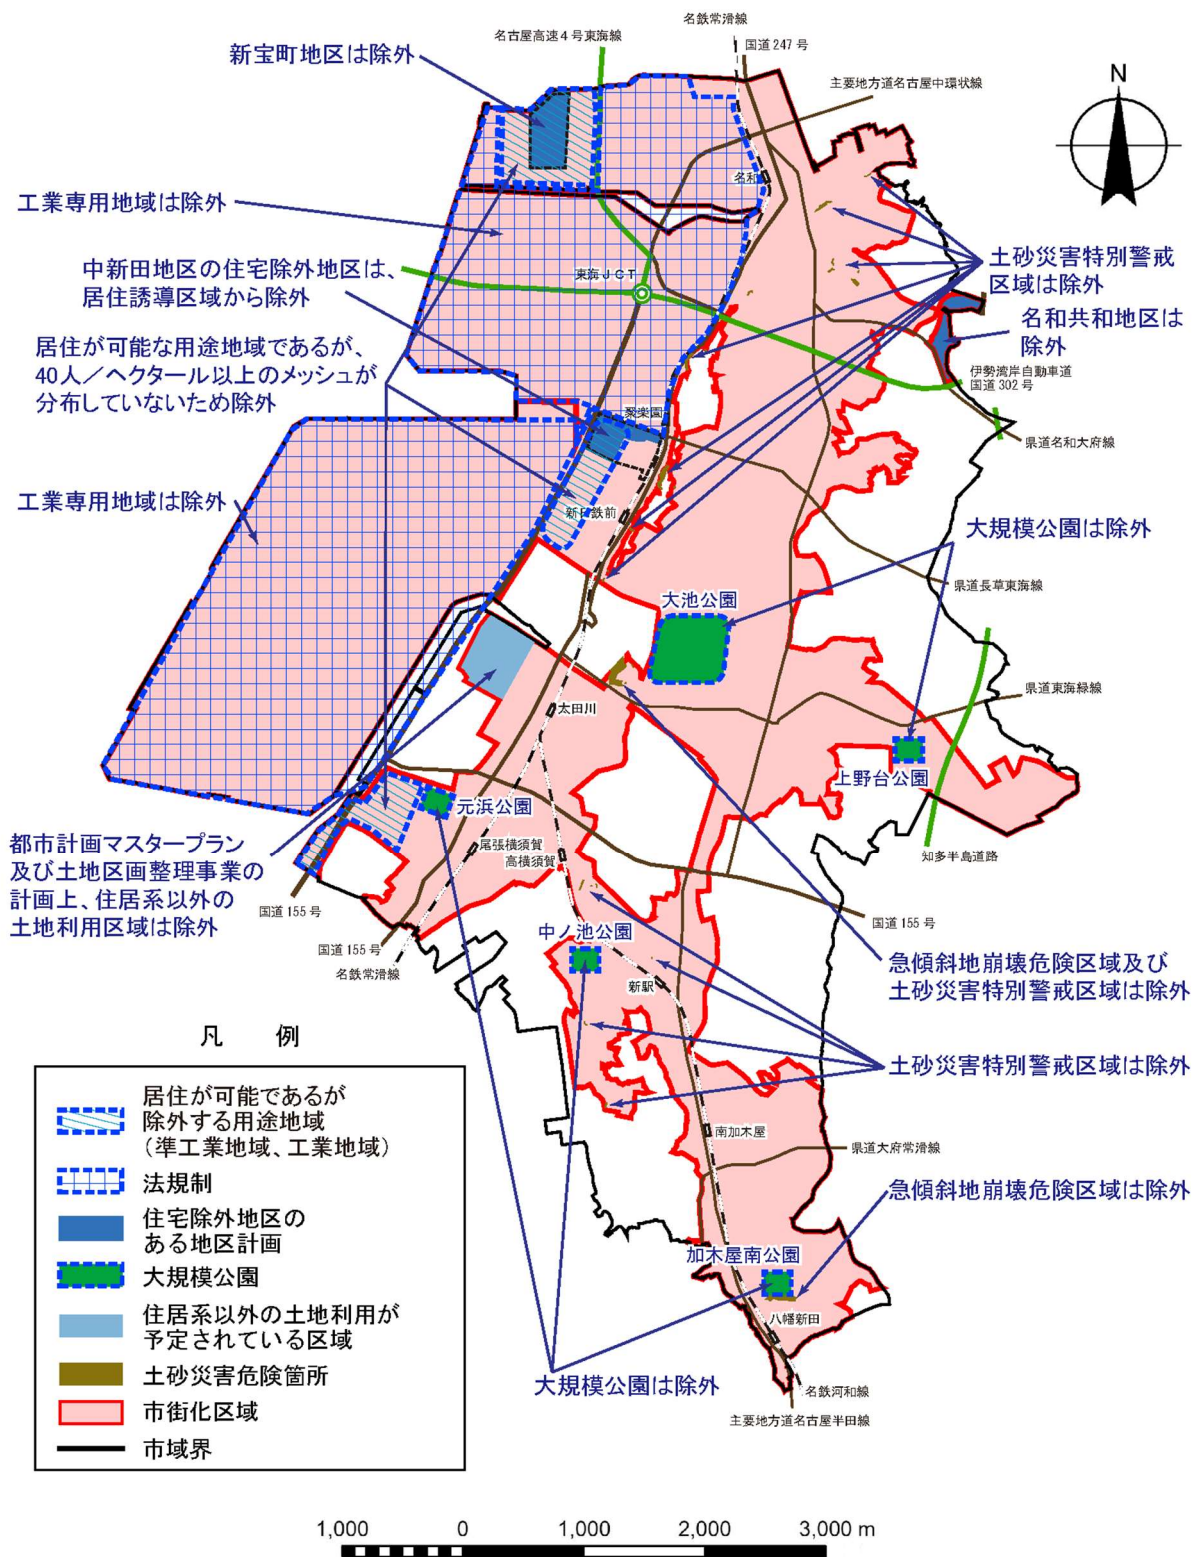 名鉄常滑線
名古屋高速4号東海線
国道247号
新宝町地区は除外
主要地方道名古屋中環状線
N
名和
工業専用地域は除外
土砂災害特別警戒
区域は除外
中新田地区の住宅除外地区は、
居住誘導区域から除外
東海JCT
名和共和地区は
除外
居住が可能な用途地域であるが、
40人/ヘクタール以上のメッシュが
分布していないため除外
伊勢湾岸自動車道
国道302号
聚楽園
県道名和大府線
工業専用地域は除外
新日鉄前
大規模公園は除外
県道長草東海線
大池公園
県道東海緑線
太田川
上野台公園
元浜公園
都市計画マスタープラン
及び土地区画整理事業の
計画上、住居系以外の
土地利用区域は除外
尾張横須賀
高横須賀
知多半島道路
国道155号
国道155号
国道155号
名鉄常滑線
中ノ池公園
急傾斜地崩壊危険区域及び
土砂災害特別警戒区域は除外
新駅
土砂災害特別警戒区域は除外
南加木屋
県道大府常滑線
急傾斜地崩壊危険区域は除外
加木屋南公園
八幡新田
大規模公園は除外
名鉄河和線
主要地方道名古屋半田線
凡 例
居住が可能であるが
除外する用途地域
(準工業地域、工業地域)
法規制
住宅除外地区の
ある地区計画
大規模公園
住居系以外の土地利用が
予定されている区域
土砂災害危険箇所
市街化区域
市域界
1,000 0 1,000 2,000 3,000 m